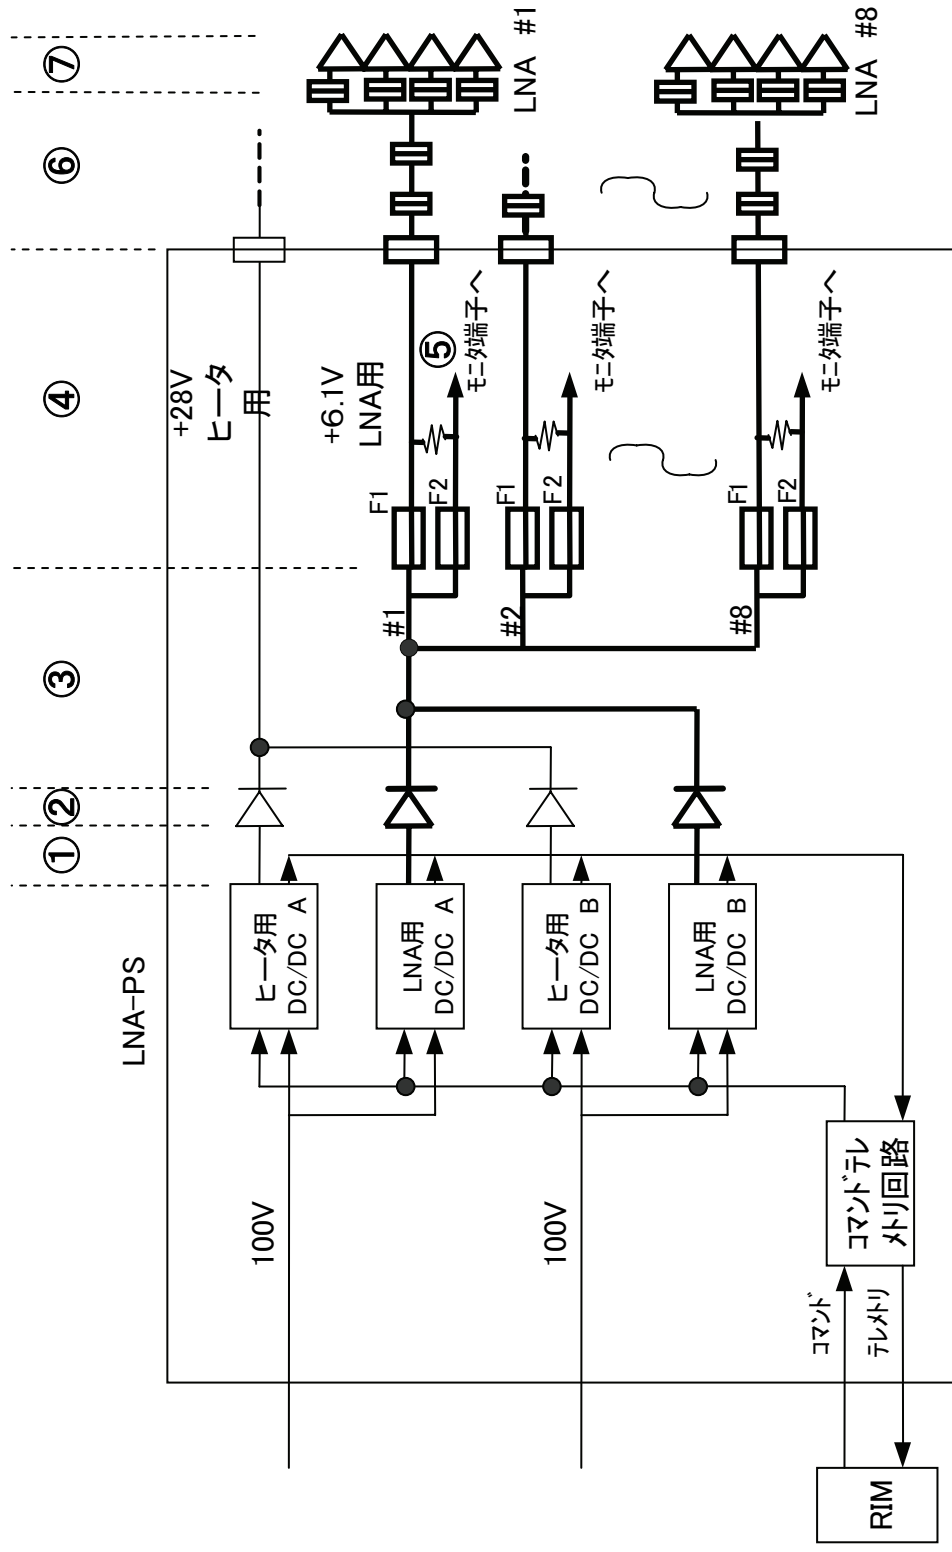 LNA-PS
①
②
③
④
⑤
⑥
⑦
RIM
コマンド
テレメトリ
コマンドテレ
メトリ回路
100V
100V
ヒータ用
DC/DC A
LNA用
DC/DC A
ヒータ用
DC/DC B
LNA用
DC/DC B
+28V
ヒータ
用
+6.1V
LNA用
#1
F1
F2
モニタ端子へ
#2
F1
F2
モニタ端子へ
#8
F1
F2
モニタ端子へ
LNA #1
LNA #8